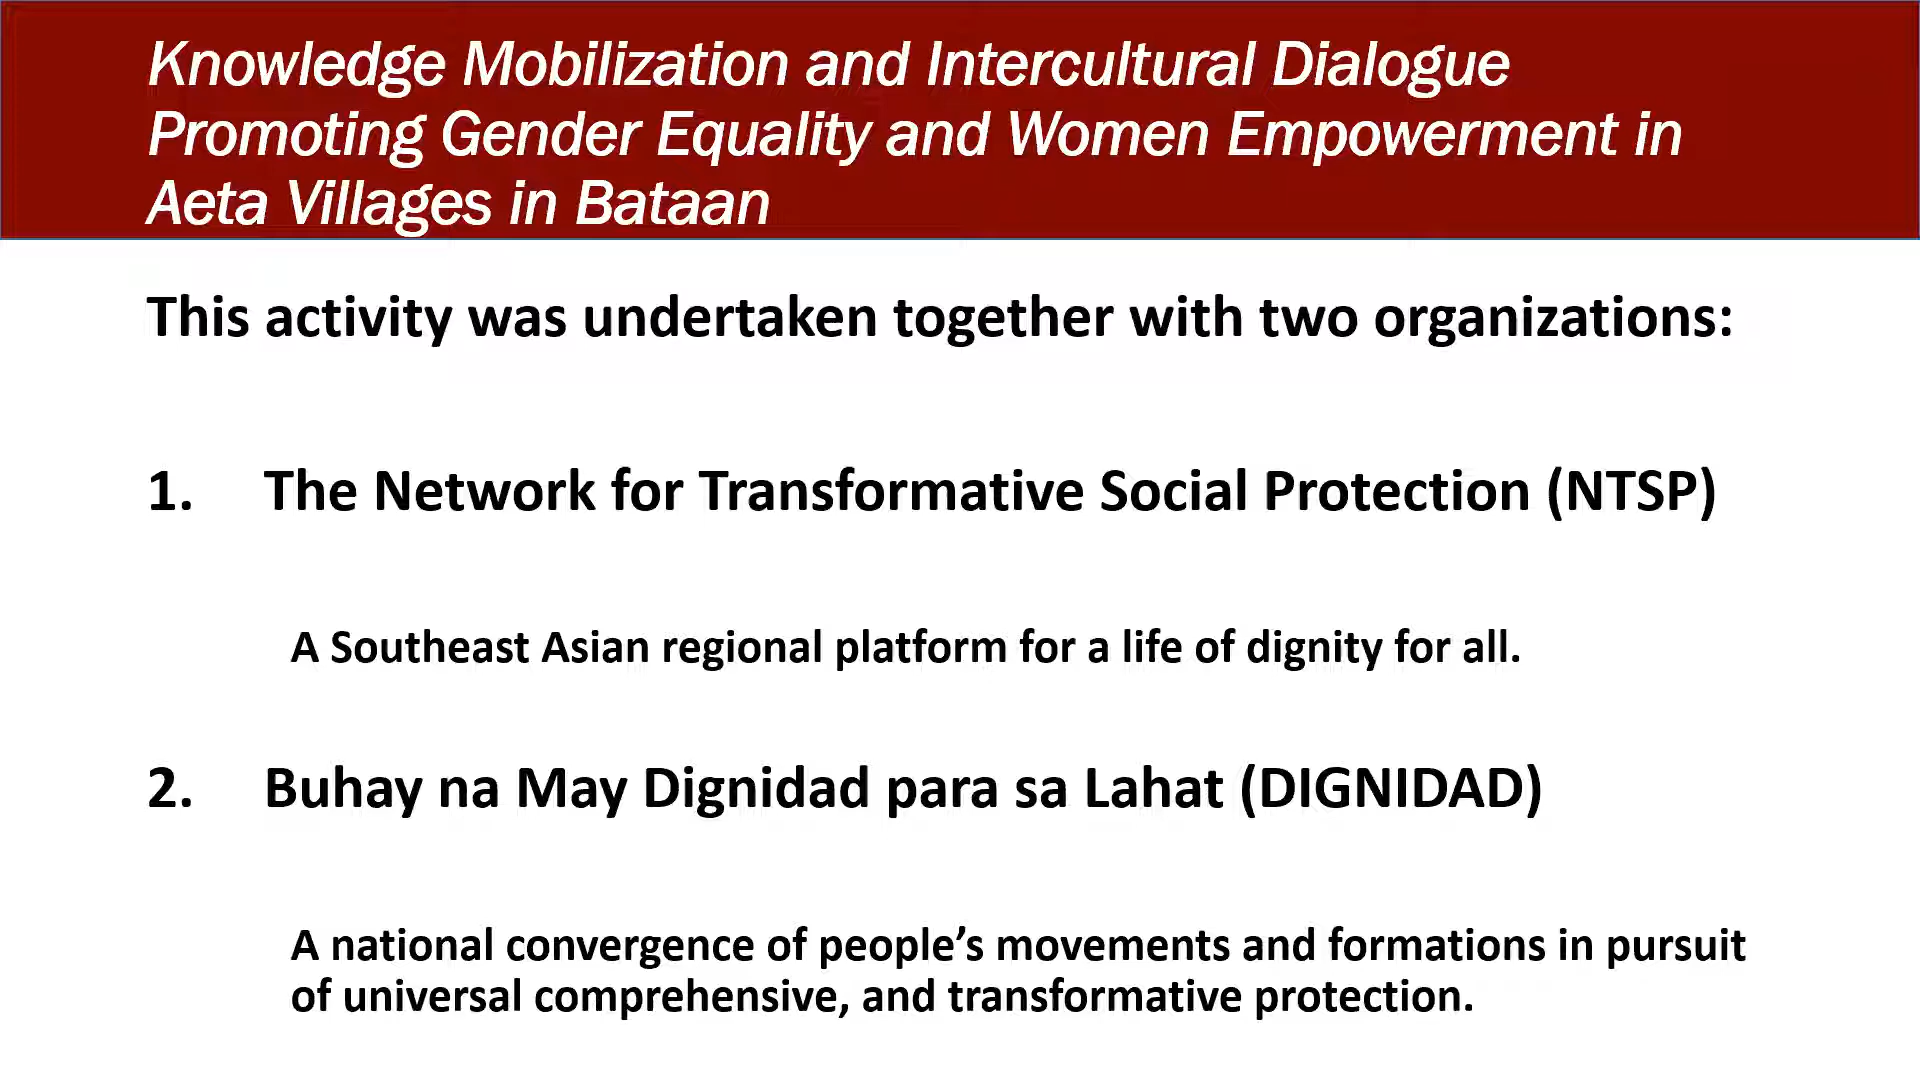 Knowledge Mobilization and Intercultural Dialogue
Promoting Gender Equality and Women Empowerment in
Aeta Villages in Bataan
This activity was undertaken together with two organizations:
1. The Network for Transformative Social Protection (NTSP)
A Southeast Asian regional platform for a life of dignity for all.
2. Buhay na May Dignidad para sa Lahat (DIGNIDAD)
A national convergence of people’s movements and formations in pursuit
of universal comprehensive, and transformative protection.